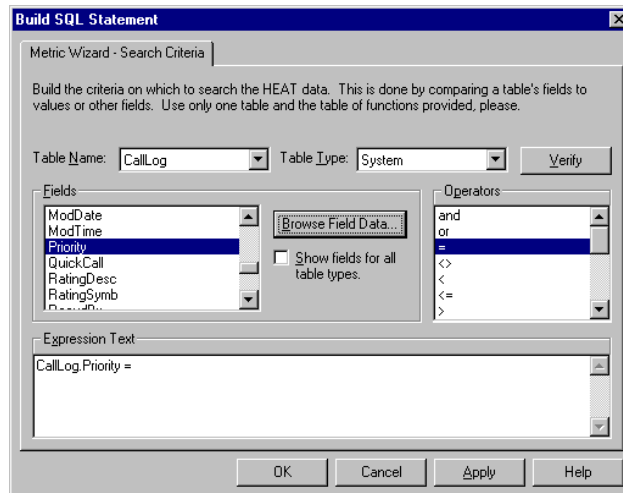 Build SQL Statement
Metric Wizard - Search Criteria
Build the criteria on which to search the HEAT data. This is done by comparing a table's fields to
values or other fields. Use only one table and the table of functions provided, please.
Table Name: CallLog Table Type: System Verify
Fields Operators
ModDate
ModTime
Priority
QuickCall
RatingDesc
RatingSymb
Browse Field Data...
Show fields for all
table types.
and
or
=
<>
<
<=
>
Expression Text
CallLog.Priority =
OK Cancel Apply Help